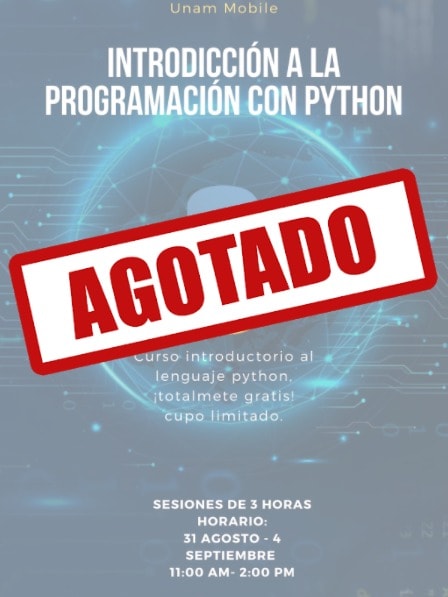 Unam Mobile
INTRODICCIÓN A LA
PROGRAMACIÓN CON PYTHON
AGOTADO
Curso introductorio al
lenguaje python,
¡totalmete gratis!
cupo limitado.
SESIONES DE 3 HORAS
HORARIO:
31 AGOSTO - 4
SEPTIEMBRE
11:00 AM- 2:00 PM